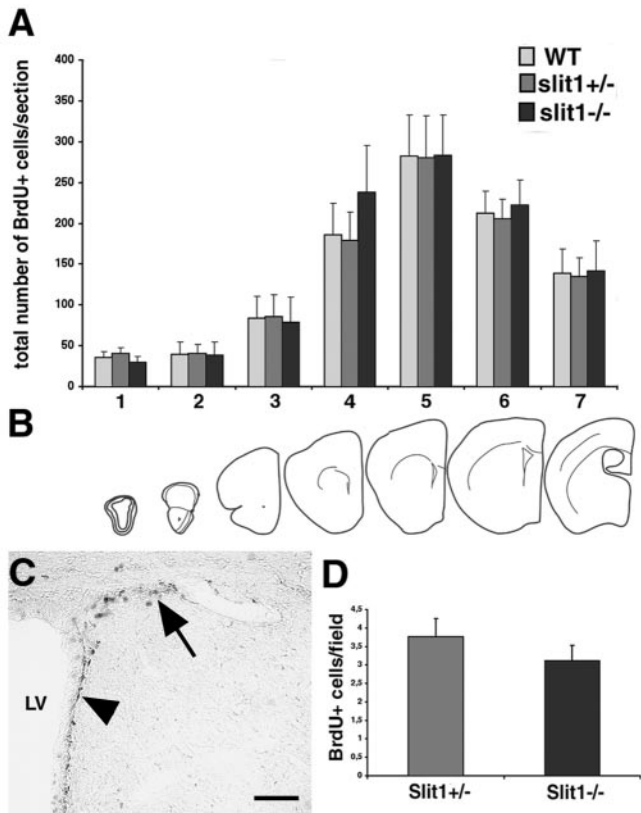 A
WT
slit1+/-
slit1-/-
total number of BrdU+ cells/section
400
350
300
250
200
150
100
50
0
1 2 3 4 5 6 7
B
C
LV
D
BrdU+ cells/field
4,5
4
3,5
3
2,5
2
1,5
1
0,5
0
Slit1+/- Slit1-/-